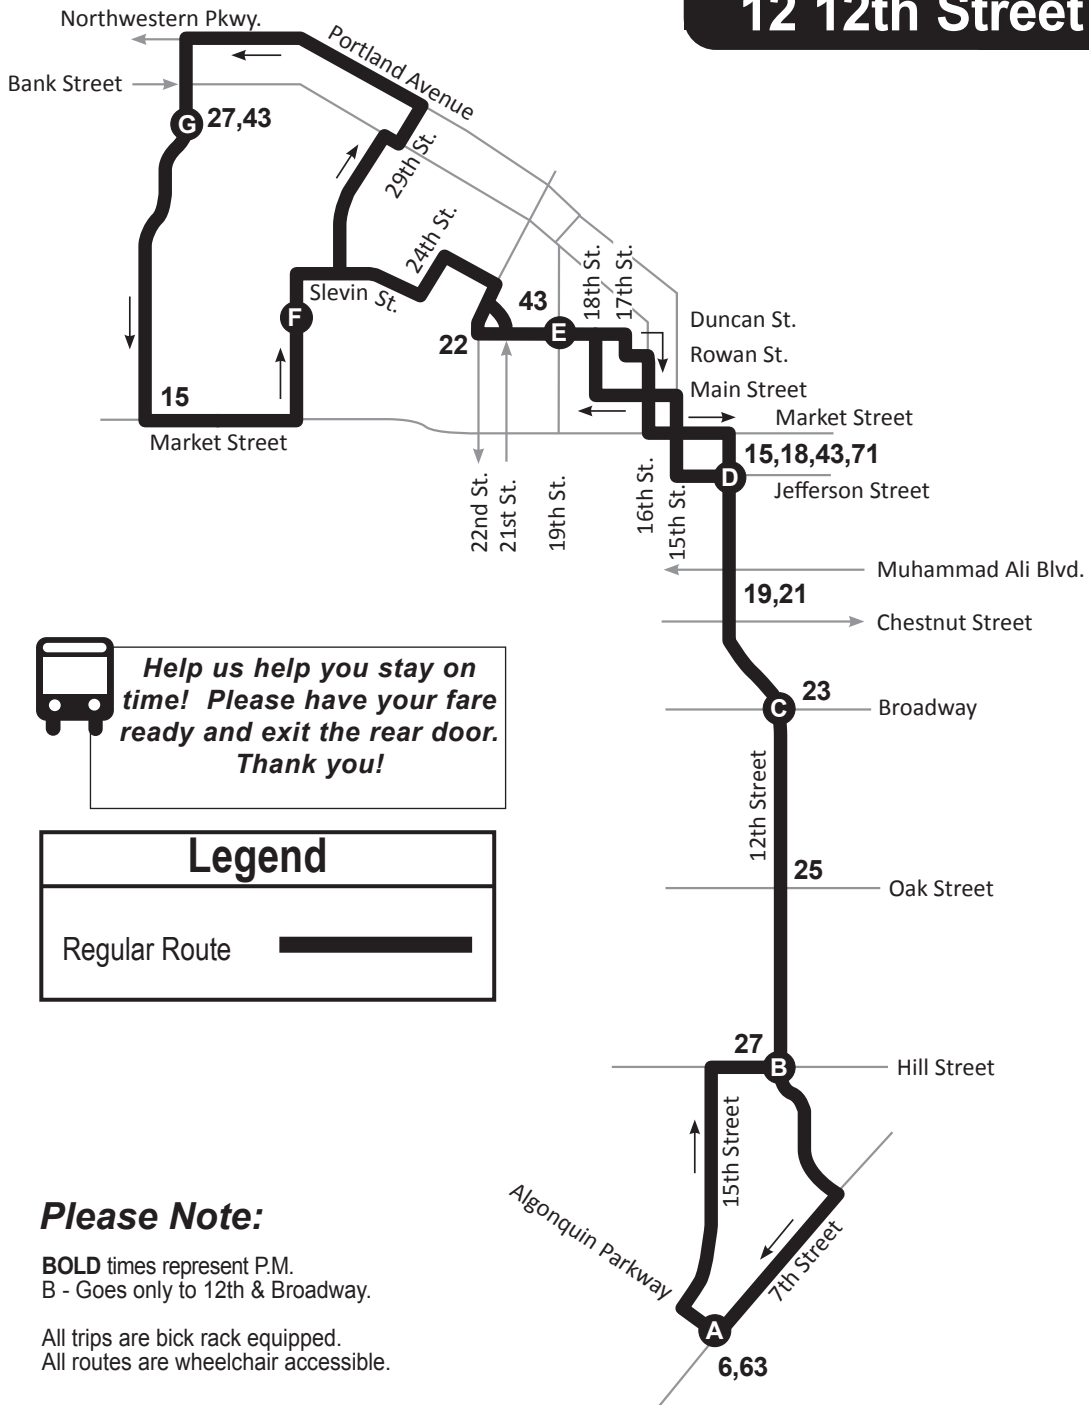 12 12th Street
Northwestern Pkwy.
Portland Avenue
Bank Street
G 27,43
29th St.
24th St.
Slevin St.
F
43
22
E
18th St.
17th St.
Duncan St.
Rowan St.
Main Street
Market Street
15
Market Street
15,18,43,71
D
Jefferson Street
22nd St.
21st St.
19th St.
16th St.
15th St.
Muhammad Ali Blvd.
19,21
Chestnut Street
Help us help you stay on
time! Please have your fare
ready and exit the rear door.
Thank you!
23
C
Broadway
12th Street
Legend
Regular Route
25
Oak Street
27
B
Hill Street
15th Street
Algonquin Parkway
7th Street
A
6,63
Please Note:
BOLD times represent P.M.
B - Goes only to 12th & Broadway.
All trips are bick rack equipped.
All routes are wheelchair accessible.